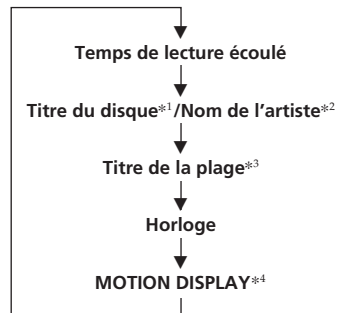 Temps de lecture écoulé
Titre du disque*1/Nom de l'artiste*2
Titre de la plage*3
Horloge
MOTION DISPLAY*4